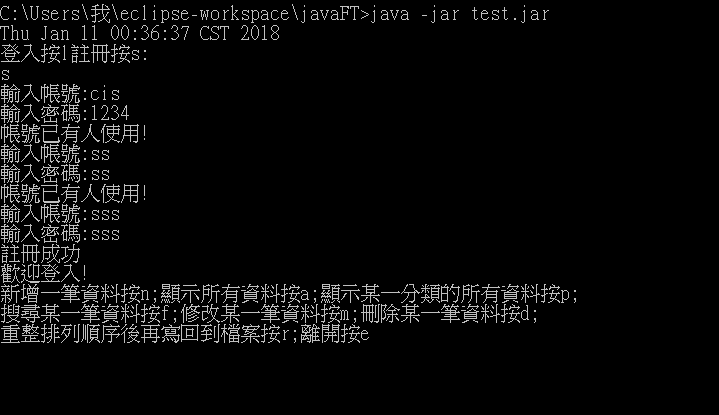 C:\Users\我\eclipse-workspace\javaFT>java -jar test.jar
Thu Jan 11 00:36:37 CST 2018
登入按l註冊按s:
s
輸入帳號:cis
輸入密碼:1234
帳號已有人使用!
輸入帳號:ss
輸入密碼:ss
帳號已有人使用!
輸入帳號:sss
輸入密碼:sss
註冊成功
歡迎登入!
新增一筆資料按n;顯示所有資料按a;顯示某一分類的所有資料按p;
搜尋某一筆資料按f;修改某一筆資料按m;刪除某一筆資料按d;
重整排列順序後再寫回到檔案按r;離開按e